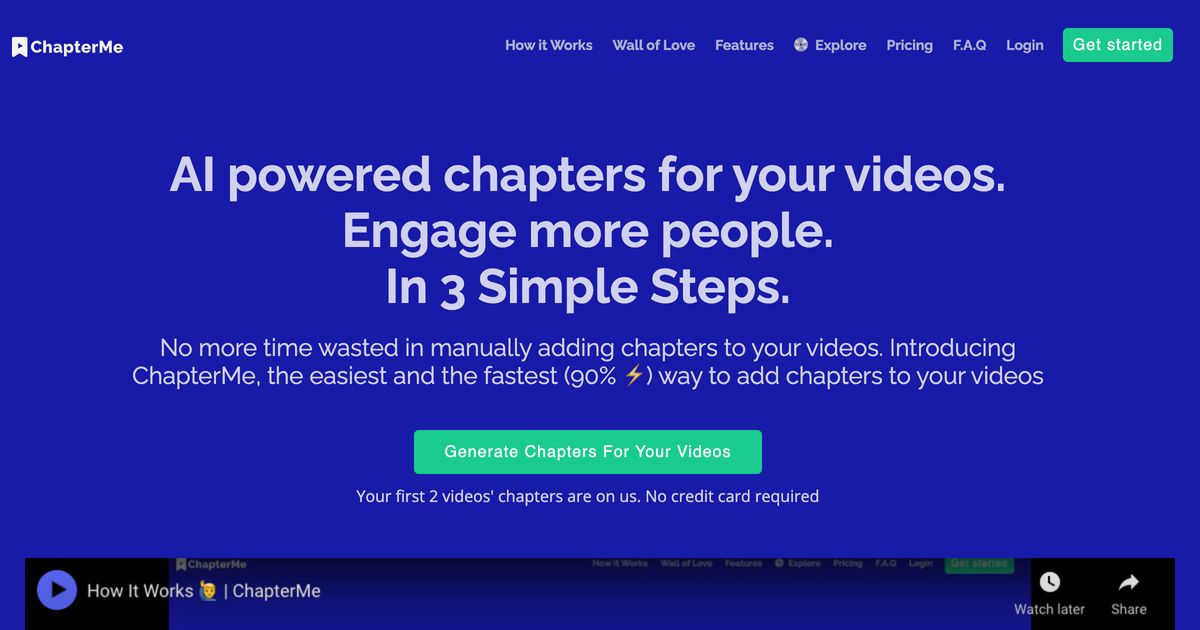 ChapterMe
How it Works Wall of Love Features Explore Pricing F.A.Q Login Get started
AI powered chapters for your videos.
Engage more people.
In 3 Simple Steps.
No more time wasted in manually adding chapters to your videos. Introducing
ChapterMe, the easiest and the fastest (90% ⚡) way to add chapters to your videos
Generate Chapters For Your Videos
Your first 2 videos' chapters are on us. No credit card required
ChapterMe
How it Works Wall of Love Features Explore Pricing F.A.Q Login Get started
How It Works 🙋‍♂️ | ChapterMe
Watch later Share